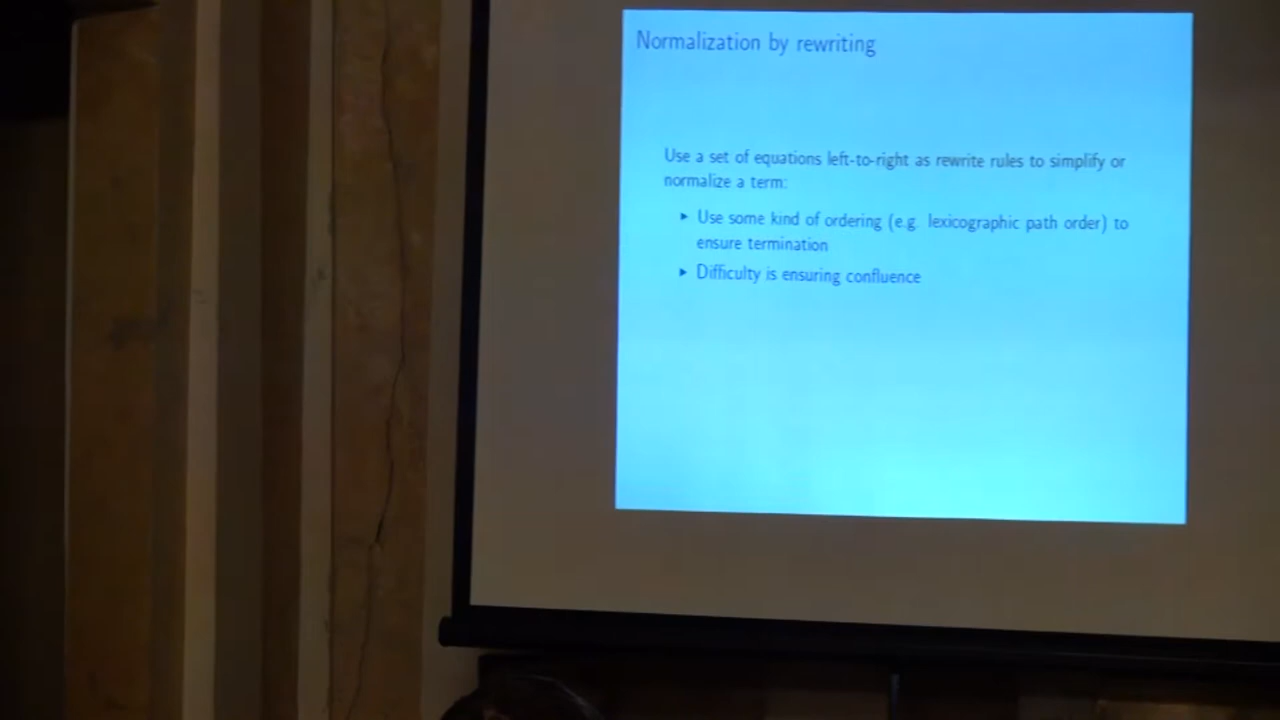 Normalization by rewriting
Use a set of equations left-to-right as rewrite rules to simplify or
normalize a term:
▸ Use some kind of ordering (e.g. lexicographic path order) to
ensure termination
▸ Difficulty is ensuring confluence